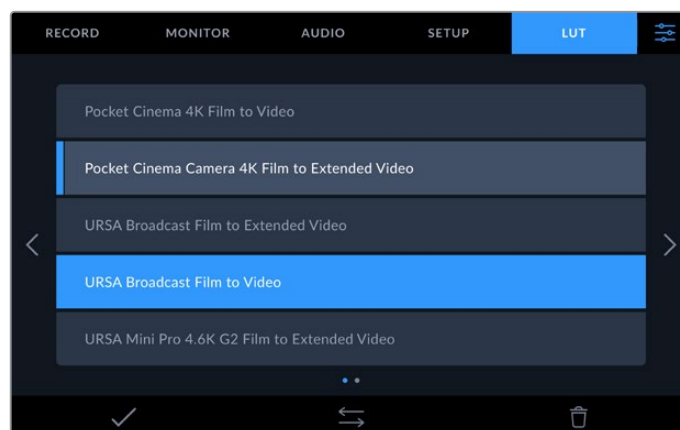 RECORD MONITOR AUDIO SETUP LUT
Pocket Cinema 4K Film to Video
Pocket Cinema Camera 4K Film to Extended Video
URSA Broadcast Film to Extended Video
URSA Broadcast Film to Video
URSA Mini Pro 4.6K G2 Film to Extended Video